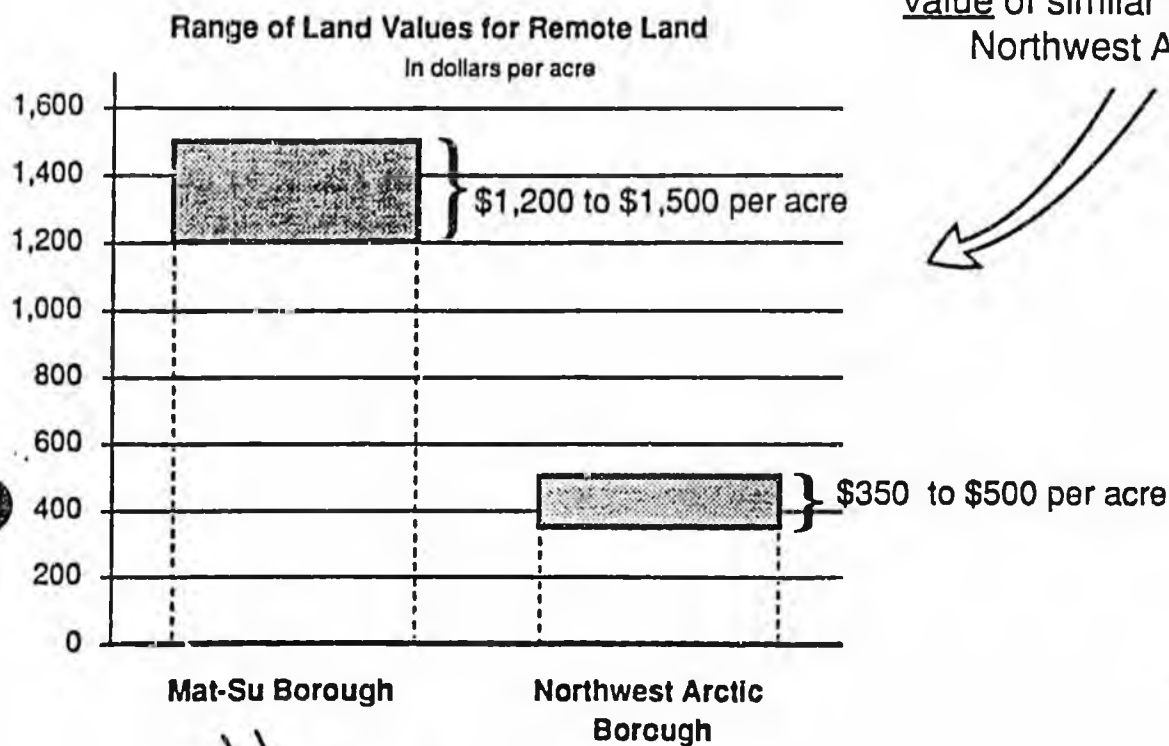 value of similar
Northwest A
Range of Land Values for Remote Land
In dollars per acre
1,600
1,400
1,200
1,000
800
600
400
200
0
$1,200 to $1,500 per acre
$350 to $500 per acre
Mat-Su Borough
Northwest Arctic
Borough